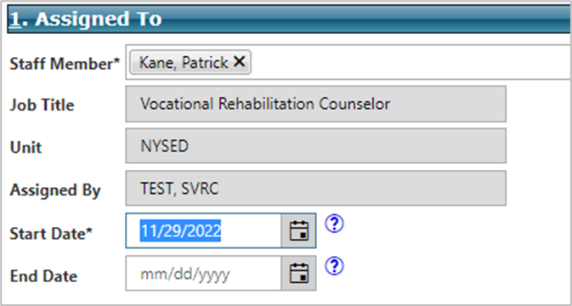 1. Assigned To
Staff Member* Kane, Patrick ✕
Job Title Vocational Rehabilitation Counselor
Unit NYSED
Assigned By TEST, SVRC
Start Date* 11/29/2022 ?
End Date mm/dd/yyyy ?